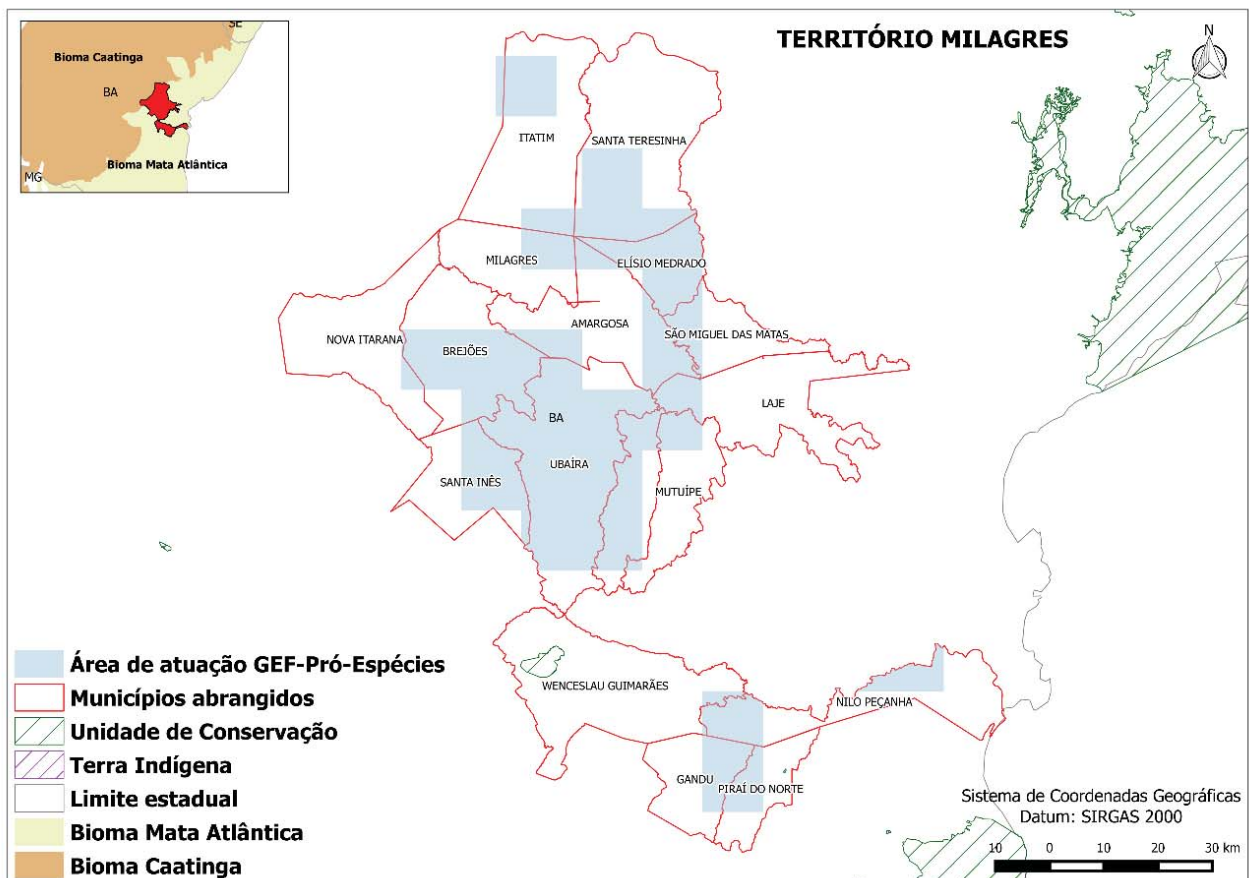 TERRITÓRIO MILAGRES
N
SE
Bioma Caatinga
BA
Bioma Mata Atlântica
MG
ITATIM
SANTA TERESINHA
MILAGRES
ELÍSIO MEDRADO
AMARGOSA
SÃO MIGUEL DAS MATAS
NOVA ITARANA
BREJÕES
LAJE
BA
UBAÍRA
SANTA INÊS
MUTUÍPE
WENCESLAU GUIMARÃES
NILO PEÇANHA
GANDU
PIRAÍ DO NORTE
Área de atuação GEF-Pró-Espécies
Municípios abrangidos
Unidade de Conservação
Terra Indígena
Limite estadual
Bioma Mata Atlântica
Bioma Caatinga
Sistema de Coordenadas Geográficas
Datum: SIRGAS 2000
10 0 10 20 30 km